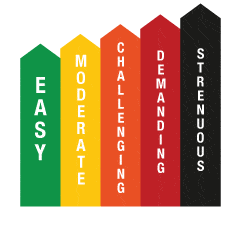 EASY
MODERATE
CHALLENGING
DEMANDING
STRENUOUS